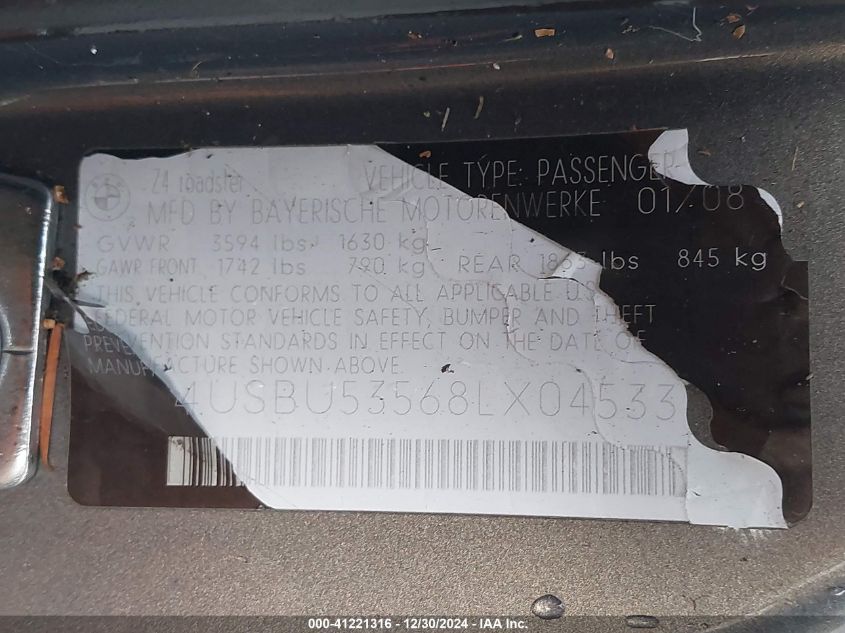 Z4 roadster VEHICLE TYPE: PASSENGER
MFD BY BAYERISCHE MOTORENWERKE 01/08
GVWR 3594 lbs 1630 kg
GAWR FRONT 1742 lbs 790 kg REAR 1863 lbs 845 kg
THIS VEHICLE CONFORMS TO ALL APPLICABLE U.S.
FEDERAL MOTOR VEHICLE SAFETY, BUMPER AND THEFT
PREVENTION STANDARDS IN EFFECT ON THE DATE OF
MANUFACTURE SHOWN ABOVE.
4USBU53568LX04533
000-41221316 - 12/30/2024 - IAA Inc.